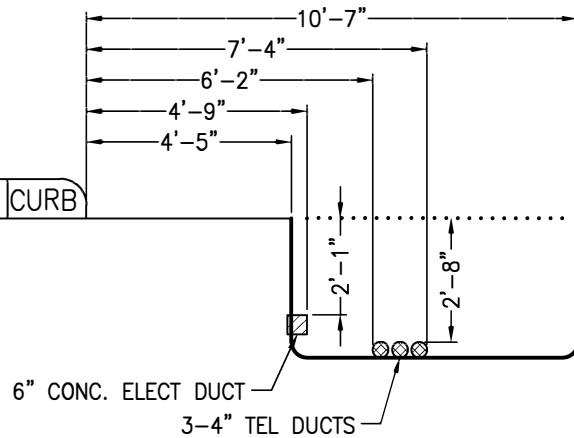 10'-7"
7'-4"
6'-2"
4'-9"
4'-5"
CURB
2'-1"
2'-8"
6" CONC. ELECT DUCT
3-4" TEL DUCTS